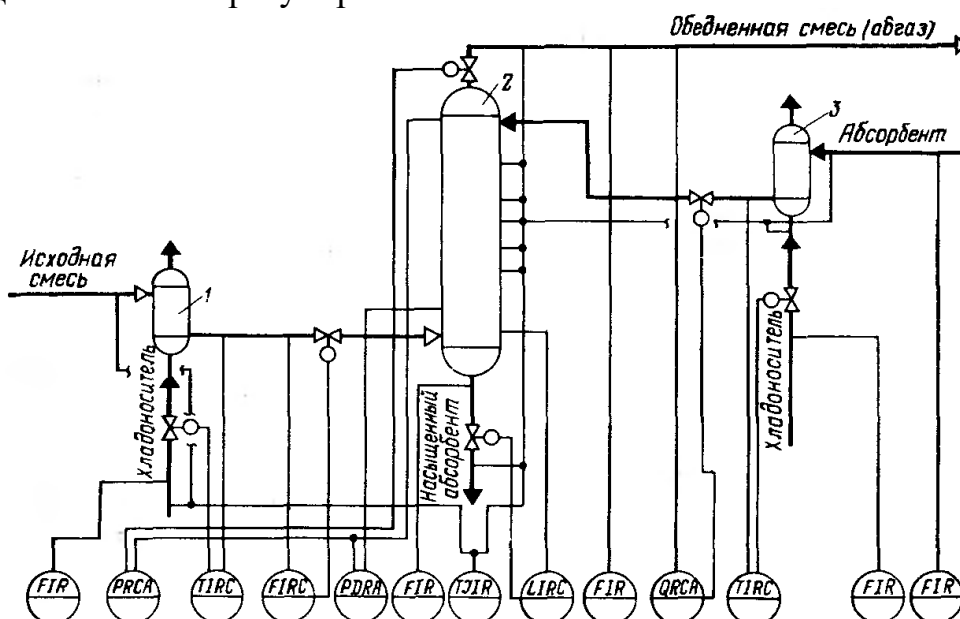 Обедненная смесь (абгаз)
2
3
Абсорбент
Исходная
смесь
1
Хладоноситель
Насыщенный
абсорбент
Хладоноситель
FIR
PRCA
TIRC
FIRC
PDRA
FIR
TJIR
LIRC
FIR
QRCA
TIRC
FIR
FIR